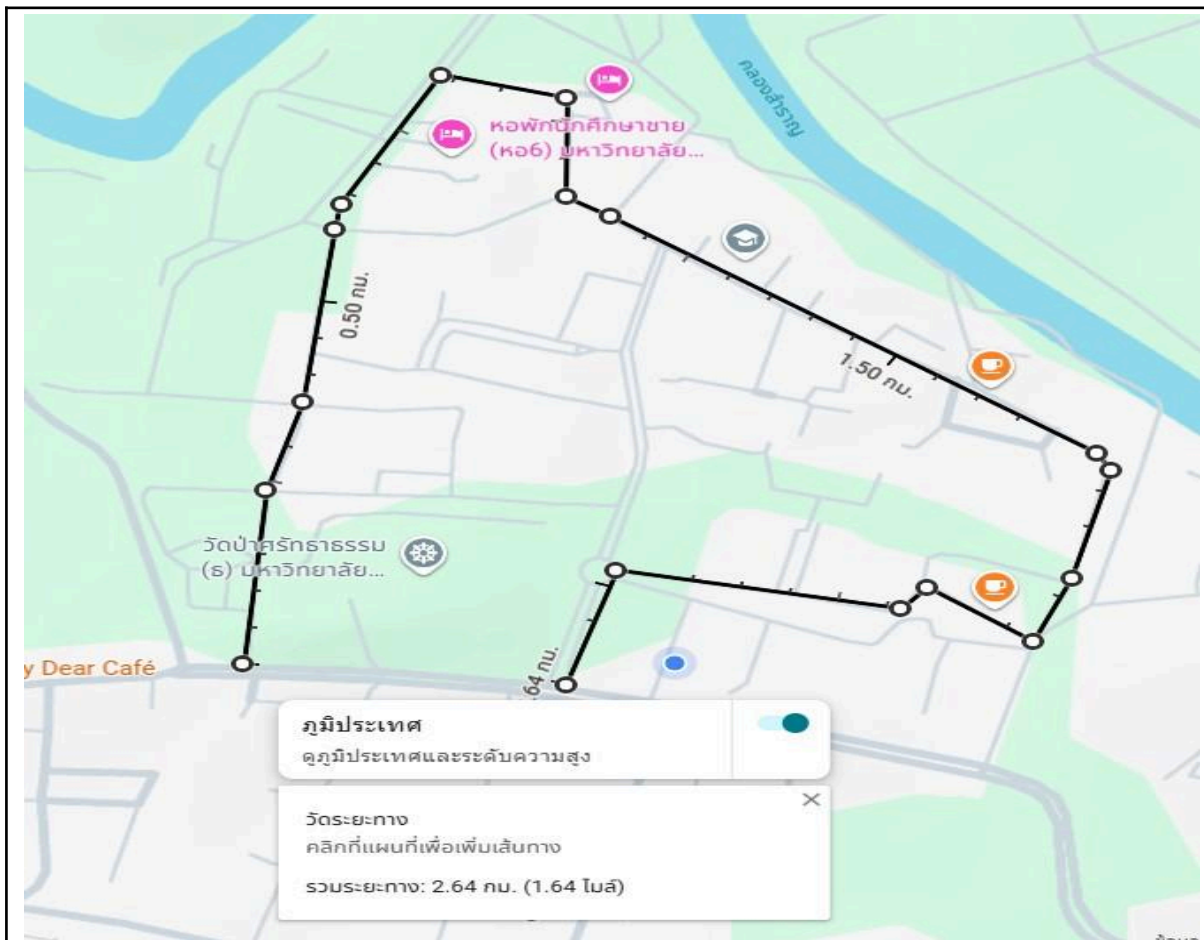 คลองสำราญ
หอพักนักศึกษาชาย
(หอ6) มหาวิทยาลัย...
0.50 กม.
1.50 กม.
วัดป่าศรัทธาธรรม
(ธ) มหาวิทยาลัย...
y Dear Café
.64 กม.
ภูมิประเทศ
ดูภูมิประเทศและระดับความสูง
วัดระยะทาง
คลิกที่แผนที่เพื่อเพิ่มเส้นทาง
รวมระยะทาง: 2.64 กม. (1.64 ไมล์)